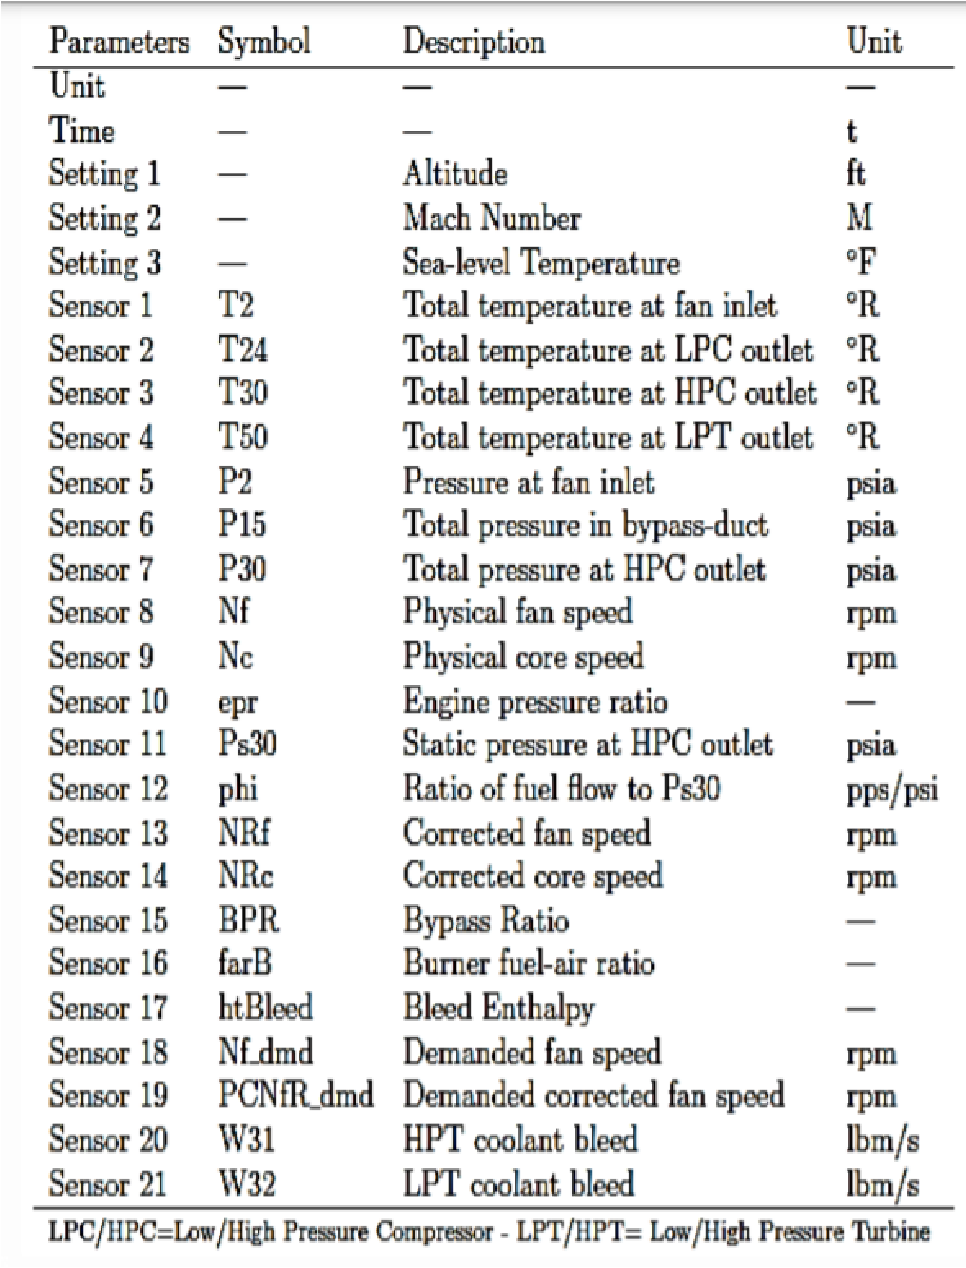 Parameters Symbol Description Unit
Unit — — —
Time — — t
Setting 1 — Altitude ft
Setting 2 — Mach Number M
Setting 3 — Sea-level Temperature °F
Sensor 1 T2 Total temperature at fan inlet °R
Sensor 2 T24 Total temperature at LPC outlet °R
Sensor 3 T30 Total temperature at HPC outlet °R
Sensor 4 T50 Total temperature at LPT outlet °R
Sensor 5 P2 Pressure at fan inlet psia
Sensor 6 P15 Total pressure in bypass-duct psia
Sensor 7 P30 Total pressure at HPC outlet psia
Sensor 8 Nf Physical fan speed rpm
Sensor 9 Nc Physical core speed rpm
Sensor 10 epr Engine pressure ratio —
Sensor 11 Ps30 Static pressure at HPC outlet psia
Sensor 12 phi Ratio of fuel flow to Ps30 pps/psi
Sensor 13 NRf Corrected fan speed rpm
Sensor 14 NRc Corrected core speed rpm
Sensor 15 BPR Bypass Ratio —
Sensor 16 farB Burner fuel-air ratio —
Sensor 17 htBleed Bleed Enthalpy —
Sensor 18 Nf_dmd Demanded fan speed rpm
Sensor 19 PCNfR_dmd Demanded corrected fan speed rpm
Sensor 20 W31 HPT coolant bleed lbm/s
Sensor 21 W32 LPT coolant bleed lbm/s
LPC/HPC=Low/High Pressure Compressor - LPT/HPT= Low/High Pressure Turbine